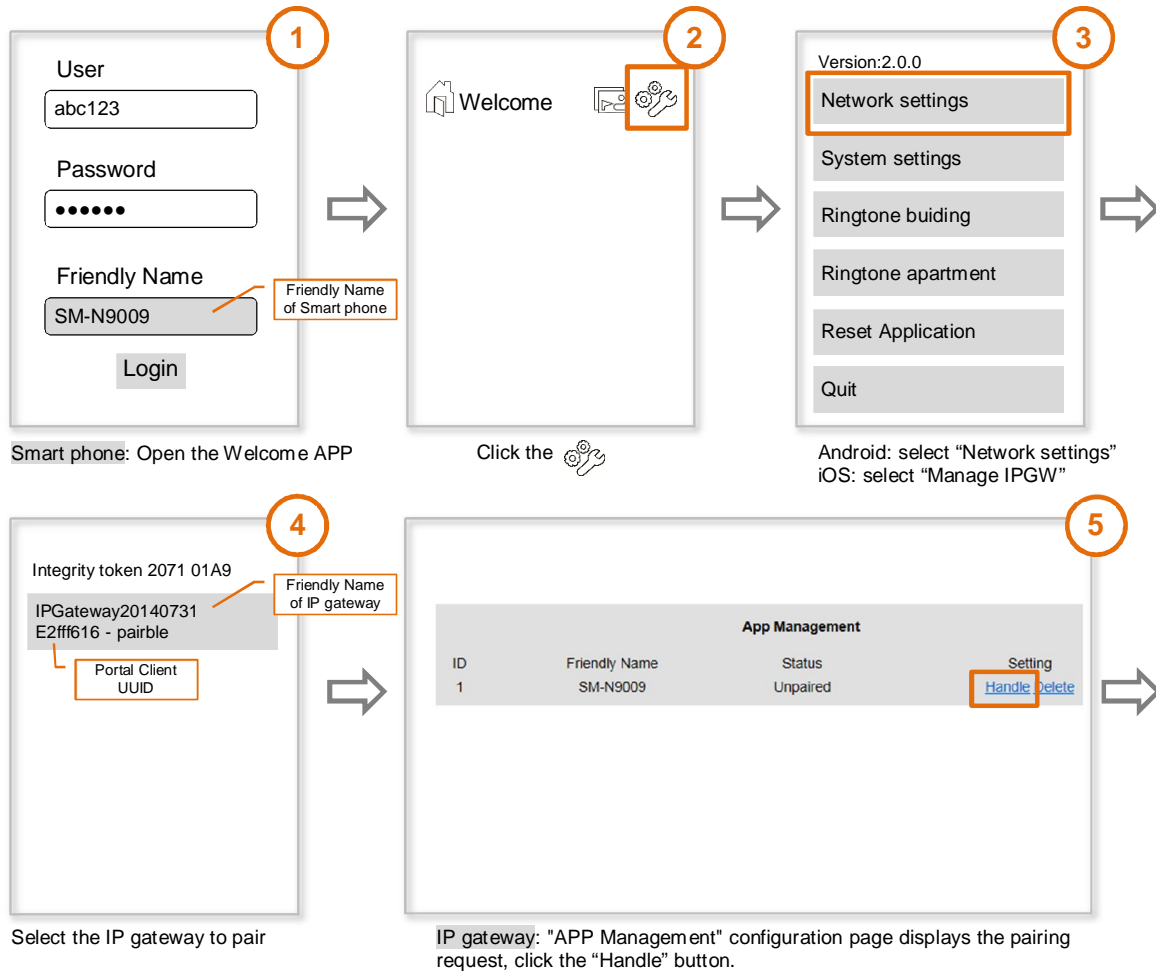 1
User
abc123
Password
●●●●●●
Friendly Name
SM-N9009
Friendly Name
of Smart phone
Login
Smart phone: Open the Welcome APP
2
Welcome
Click the
3
Version:2.0.0
Network settings
System settings
Ringtone buiding
Ringtone apartment
Reset Application
Quit
Android: select “Network settings”
iOS: select “Manage IPGW”
4
Integrity token 2071 01A9
Friendly Name
of IP gateway
IPGateway20140731
E2fff616 - pairble
Portal Client
UUID
Select the IP gateway to pair
5
App Management
ID Friendly Name Status Setting
1 SM-N9009 Unpaired Handle Delete
IP gateway: "APP Management" configuration page displays the pairing
request, click the “Handle” button.